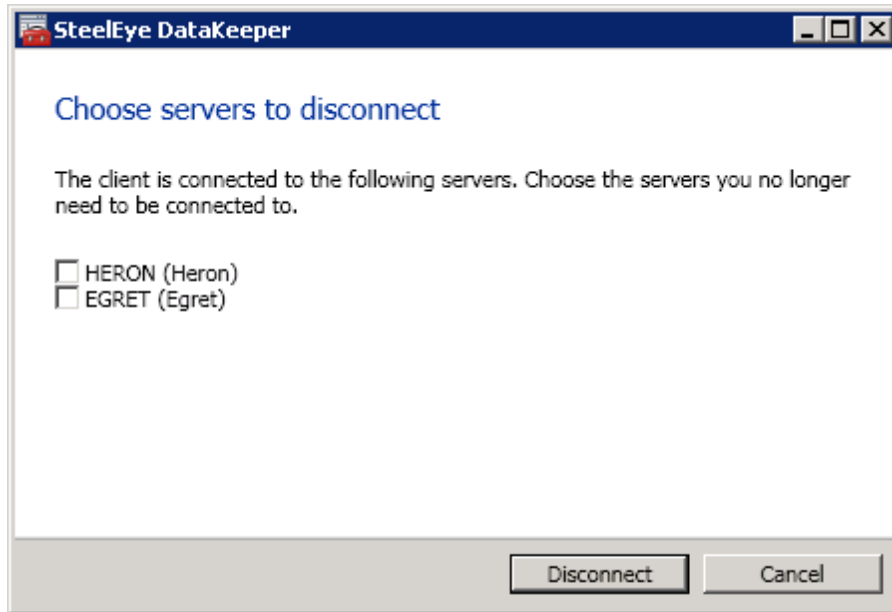 SteelEye DataKeeper
Choose servers to disconnect
The client is connected to the following servers. Choose the servers you no longer
need to be connected to.
HERON (Heron)
EGRET (Egret)
Disconnect Cancel